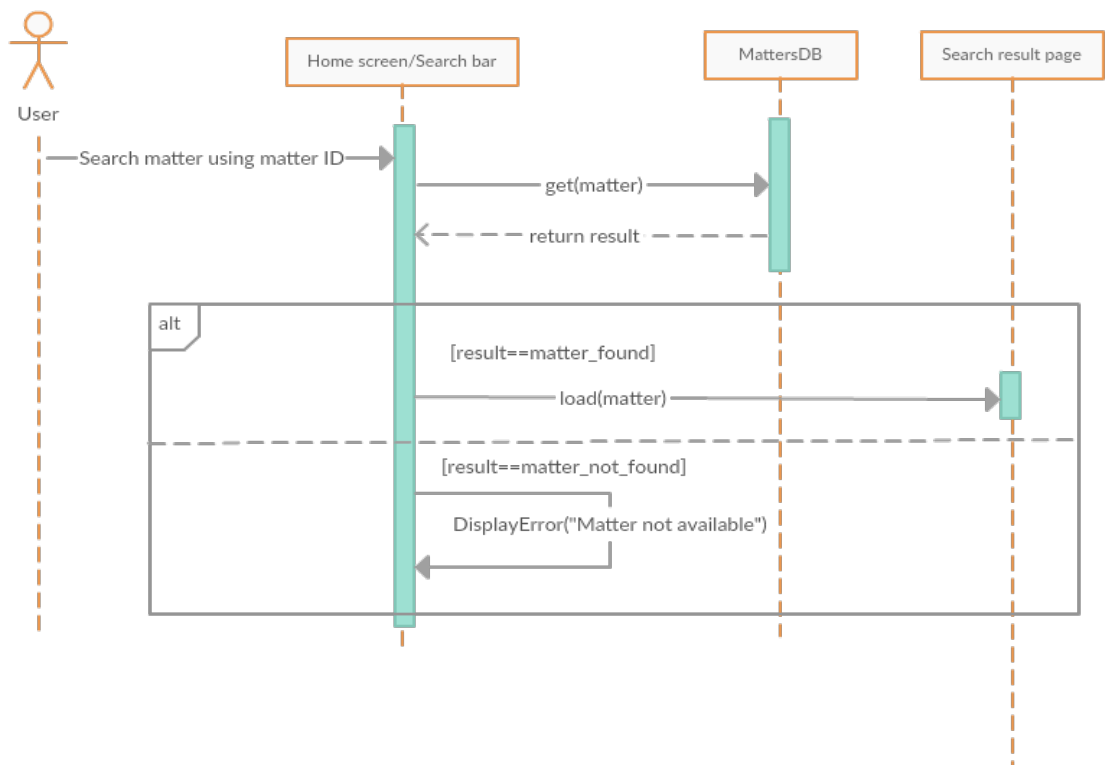 User
Home screen/Search bar
MattersDB
Search result page
Search matter using matter ID
get(matter)
return result
alt
[result==matter_found]
load(matter)
[result==matter_not_found]
DisplayError("Matter not available")